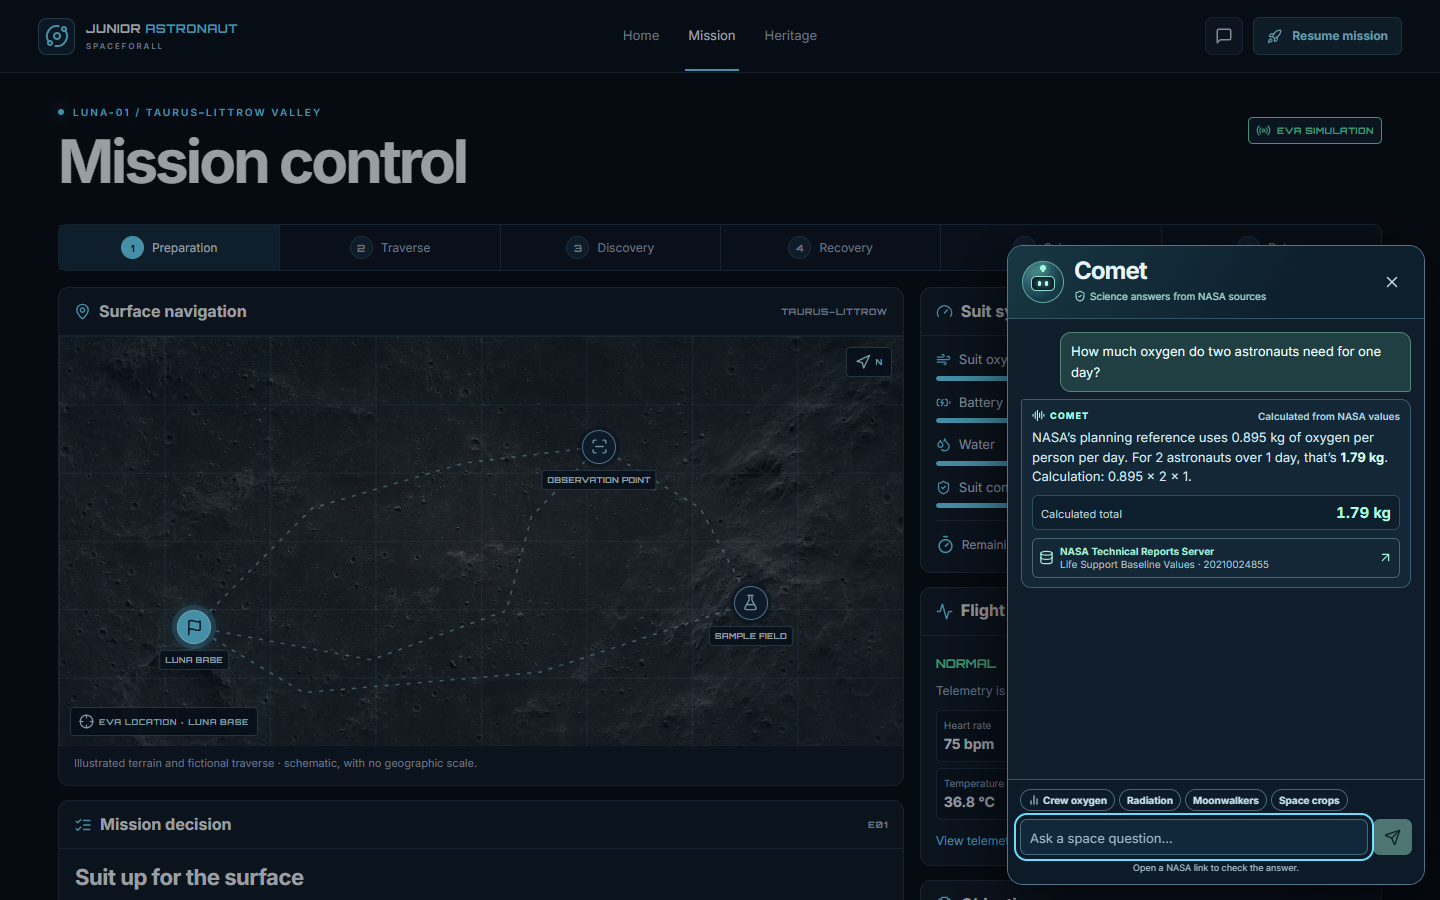 JUNIOR ASTRONAUT
SPACEFORALL
Home
Mission
Heritage
Resume mission
LUNA-01 / TAURUS-LITTROW VALLEY
Mission control
EVA SIMULATION
1 Preparation
2 Traverse
3 Discovery
4 Recovery
Surface navigation
TAURUS-LITTROW
N
OBSERVATION POINT
SAMPLE FIELD
LUNA BASE
EVA LOCATION · LUNA BASE
Illustrated terrain and fictional traverse · schematic, with no geographic scale.
Mission decision
E01
Suit up for the surface
Suit
Battery
Water
Suit
Flight
NORMAL
Telemetry is
Heart rate
75 bpm
Temperature
36.8 °C
Comet
Science answers from NASA sources
How much oxygen do two astronauts need for one
day?
COMET
Calculated from NASA values
NASA's planning reference uses 0.895 kg of oxygen per
person per day. For 2 astronauts over 1 day, that's 1.79 kg.
Calculation: 0.895 × 2 × 1.
Calculated total
1.79 kg
NASA Technical Reports Server
Life Support Baseline Values · 20210024855
Crew oxygen
Radiation
Moonwalkers
Space crops
Ask a space question...
Open a NASA link to check the answer.